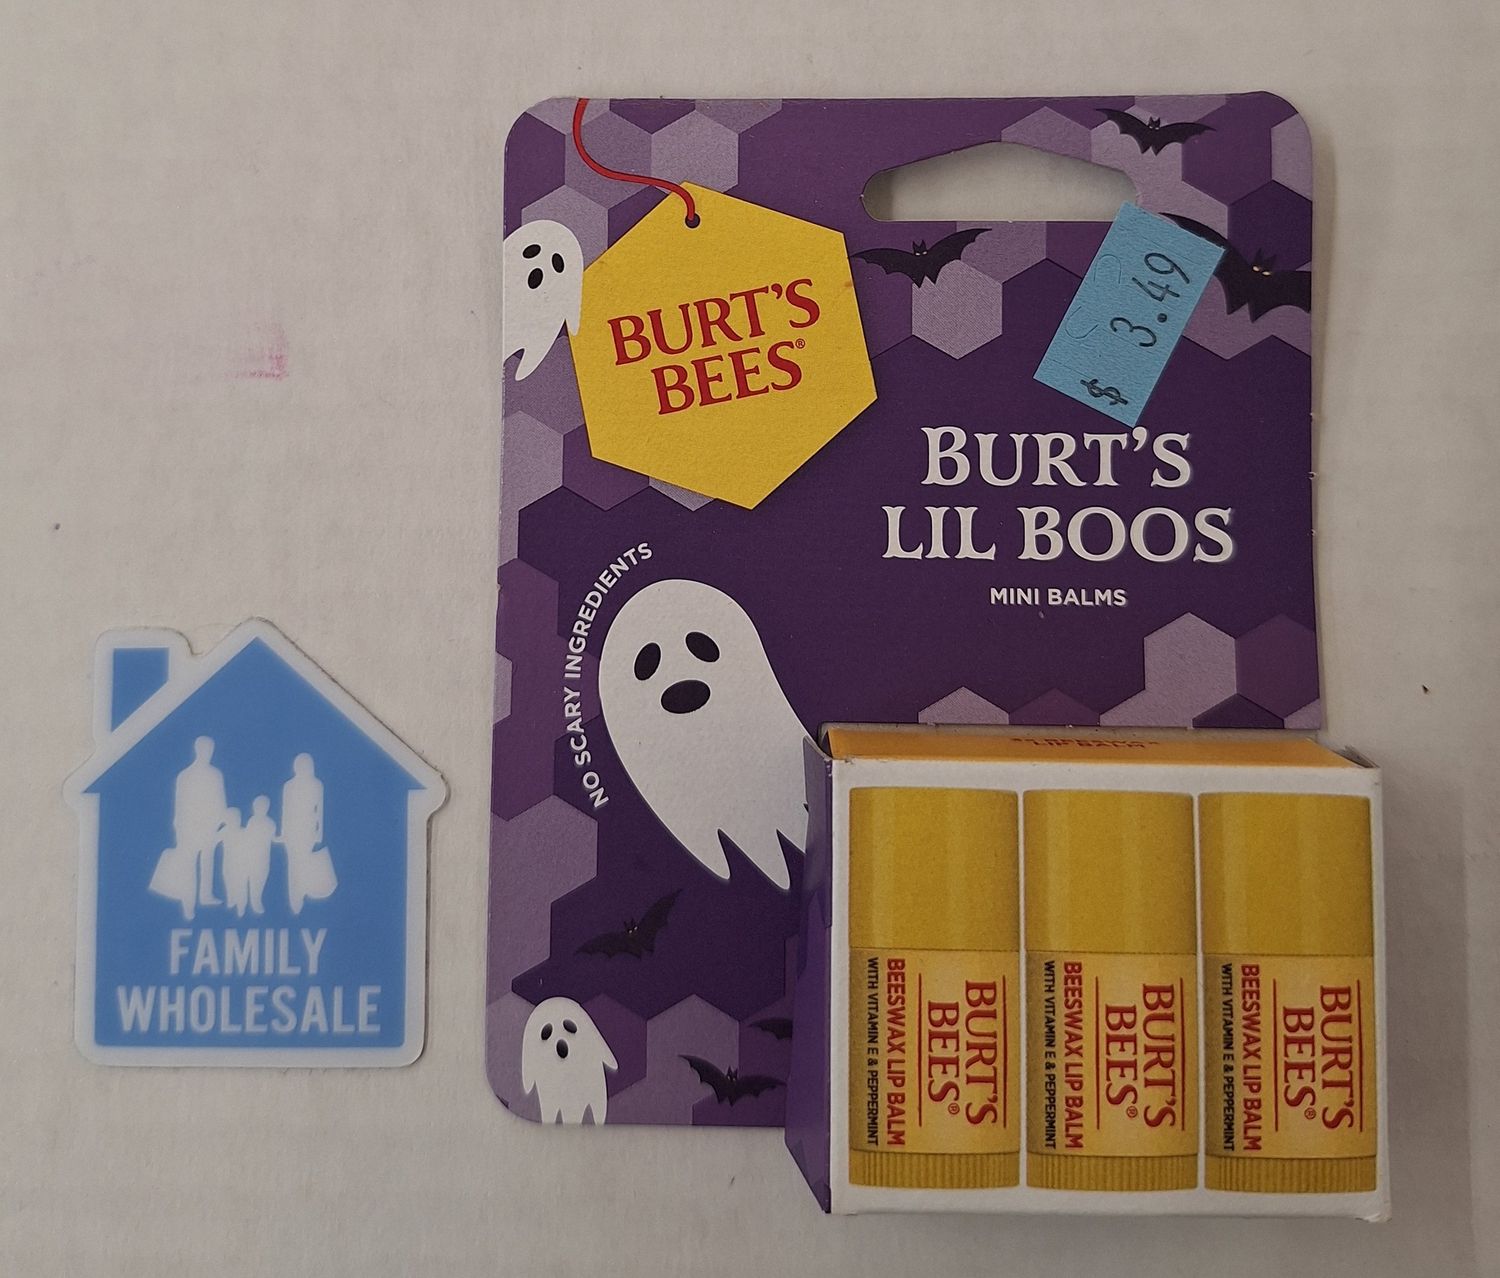 BURT'S
BEES®
$ 3.49
BURT'S
LIL BOOS
MINI BALMS
NO SCARY INGREDIENTS
LIP BALM
BURT'S
BEES®
BEESWAX LIP BALM
WITH VITAMIN E & PEPPERMINT
BURT'S
BEES®
BEESWAX LIP BALM
WITH VITAMIN E & PEPPERMINT
BURT'S
BEES®
BEESWAX LIP BALM
WITH VITAMIN E & PEPPERMINT
FAMILY
WHOLESALE